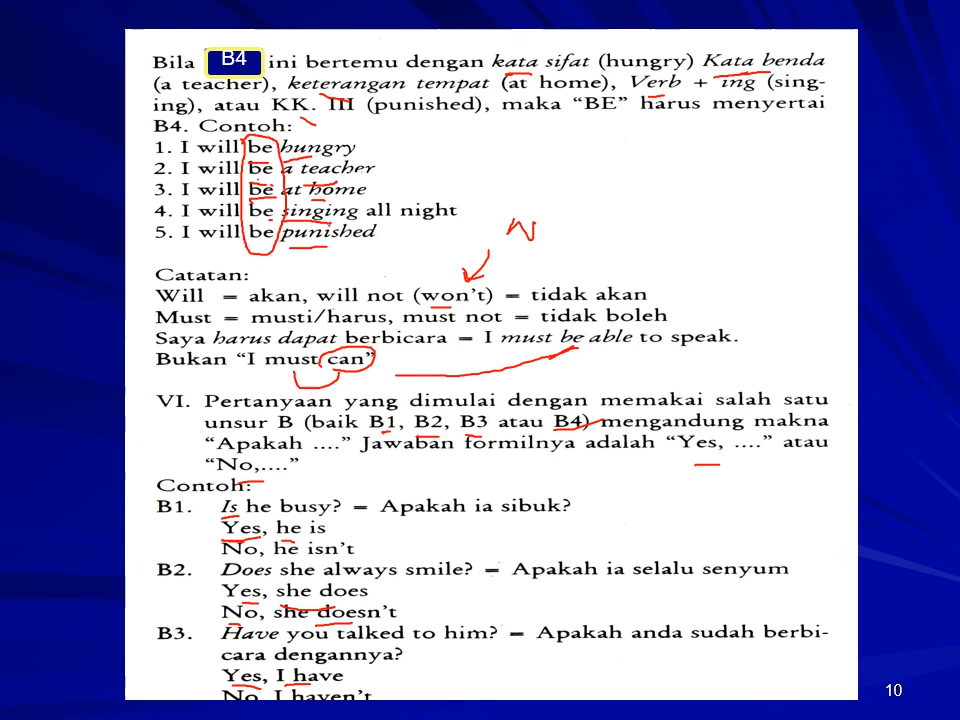 Bila B4 ini bertemu dengan kata sifat (hungry) Kata benda
(a teacher), keterangan tempat (at home), Verb + ing (sing-
ing), atau KK. III (punished), maka “BE” harus menyertai
B4. Contoh:
1. I will be hungry
2. I will be a teacher
3. I will be at home
4. I will be singing all night
5. I will be punished
N
Catatan:
Will = akan, will not (won't) = tidak akan
Must = musti/harus, must not = tidak boleh
Saya harus dapat berbicara = I must be able to speak.
Bukan “I must can”
VI. Pertanyaan yang dimulai dengan memakai salah satu
unsur B (baik B1, B2, B3 atau B4) mengandung makna
“Apakah ....” Jawaban formilnya adalah “Yes, ....” atau
“No,....”
Contoh:
B1. Is he busy? = Apakah ia sibuk?
Yes, he is
No, he isn't
B2. Does she always smile? = Apakah ia selalu senyum
Yes, she does
No, she doesn't
B3. Have you talked to him? = Apakah anda sudah berbi-
cara dengannya?
Yes, I have
No, I haven't
10